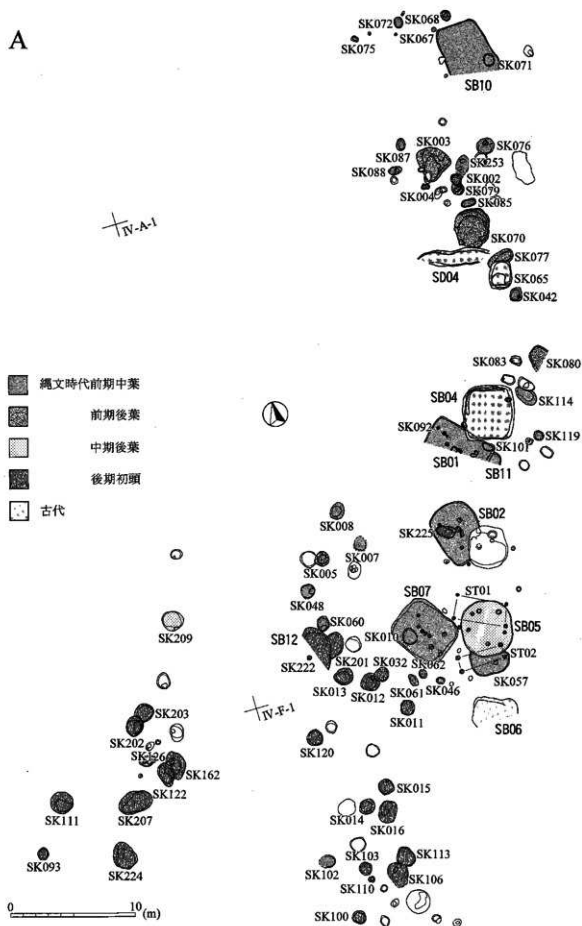 A
SK072
SK068
SK067
SK075
SK071
SB10
SK003
SK076
SK087
SK253
SK088
SK002
SK004
SK079
SK085
IV-A-1
SK070
SK077
SD04
SK065
SK042
SK083
SK080
縄文時代前期中葉
SB04
SK114
前期後葉
SK092
SK119
SK101
中期後葉
SB01
SB11
後期初頭
古代
SK008
SB02
SK225
SK007
SK005
SB07
ST01
SK048
SK060
SK010
SB05
SK209
SB12
SK222
SK201
SK032
SK062
ST02
SK013
SK012
SK061
SK046
SK057
SK203
IV-F-1
SK011
SK202
SB06
SK126
SK120
SK162
SK122
SK015
SK111
SK207
SK014
SK016
SK103
SK113
SK093
SK224
SK102
SK110
SK106
0 10 (m)
SK100